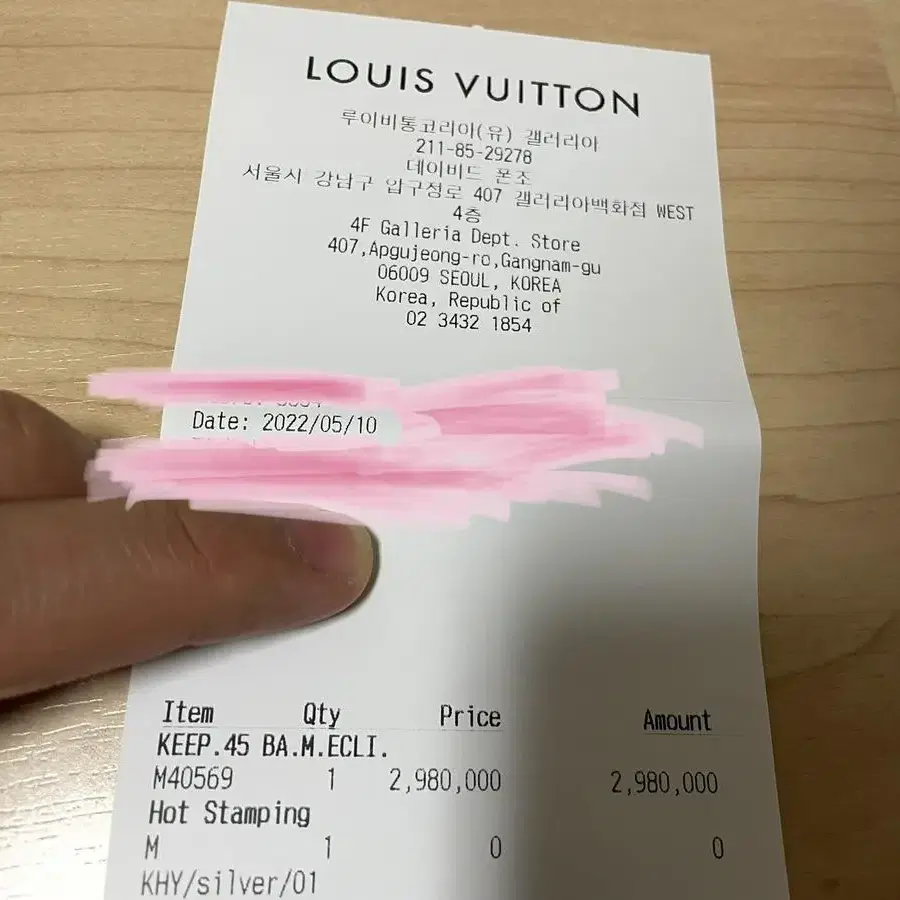 LOUIS VUITTON
루이비통코리아(유) 갤러리아
211-85-29278
데이비드 폰조
서울시 강남구 압구정로 407 갤러리아백화점 WEST
4층
4F Galleria Dept. Store
407,Apgujeong-ro,Gangnam-gu
06009 SEOUL, KOREA
Korea, Republic of
02 3432 1854
Date: 2022/05/10
Item Qty Price Amount
KEEP.45 BA.M.ECLI.
M40569 1 2,980,000 2,980,000
Hot Stamping
M 1 0 0
KHY/silver/01